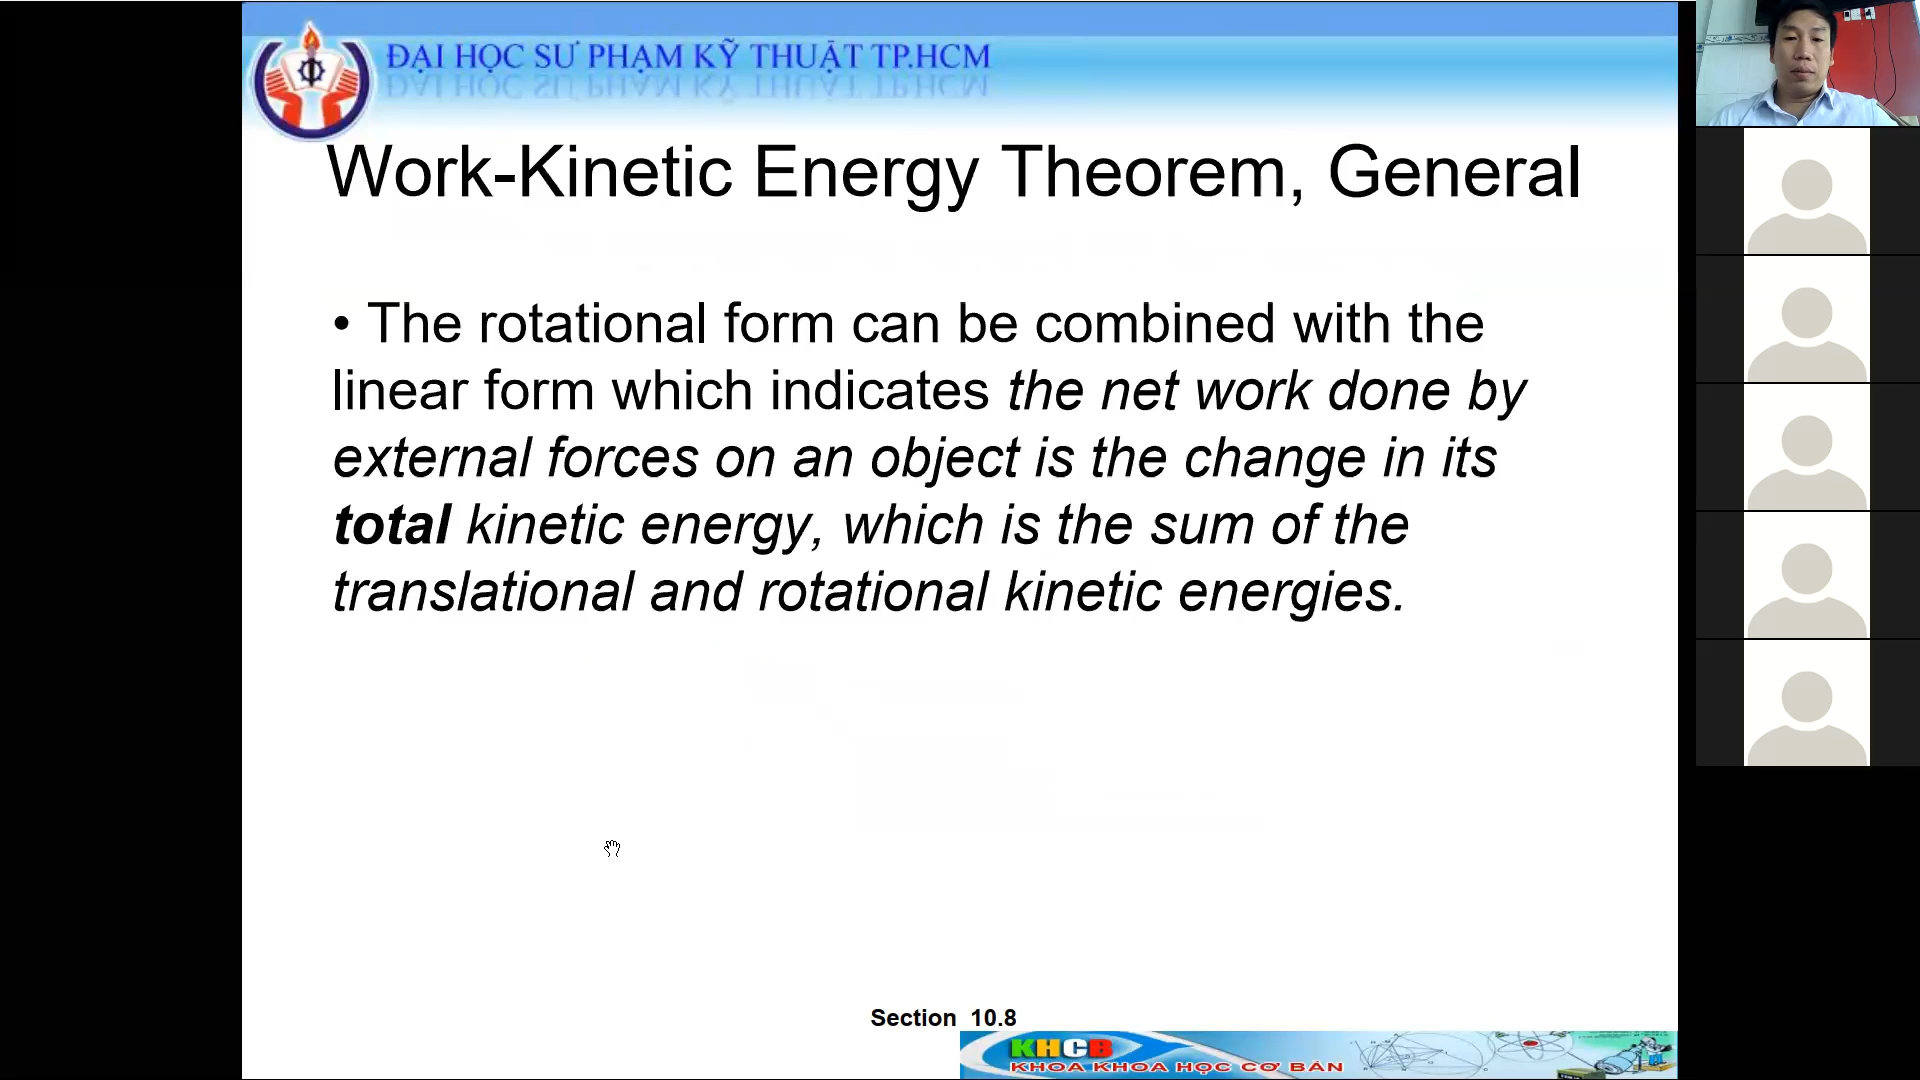 ĐẠI HỌC SƯ PHẠM KỸ THUẬT TP.HCM
Work-Kinetic Energy Theorem, General
• The rotational form can be combined with the
linear form which indicates the net work done by
external forces on an object is the change in its
total kinetic energy, which is the sum of the
translational and rotational kinetic energies.
Section 10.8
KHCB
KHOA KHOA HỌC CƠ BẢN